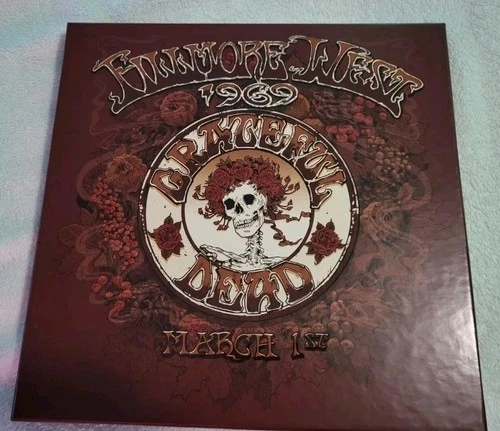 FILLMORE WEST
1969
GRATEFUL
DEAD
MARCH 1ST